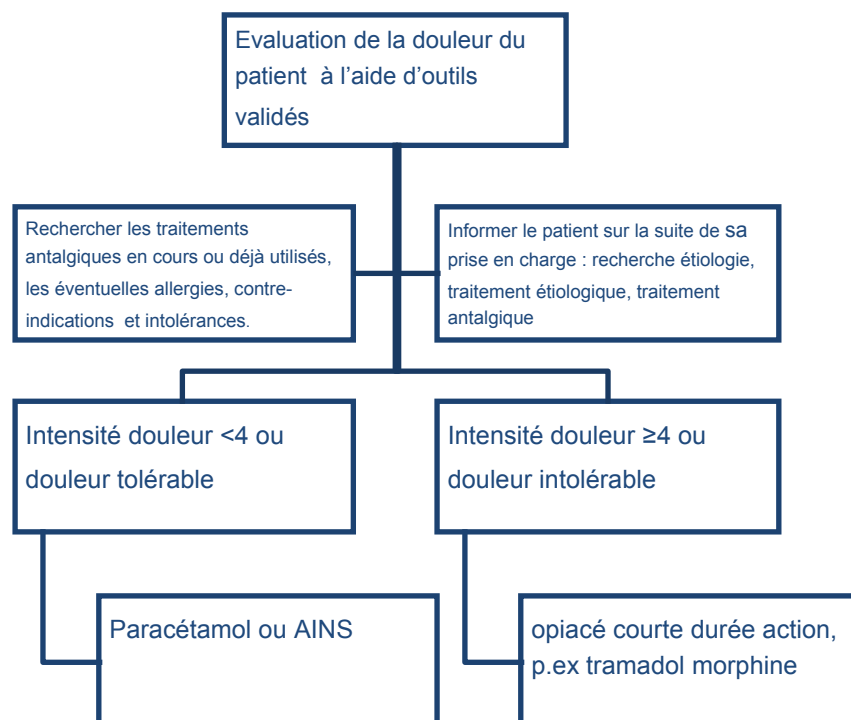 Evaluation de la douleur du
patient à l'aide d'outils
validés
Rechercher les traitements
antalgiques en cours ou déjà utilisés,
les éventuelles allergies, contre-
indications et intolérances.
Informer le patient sur la suite de sa
prise en charge : recherche étiologie,
traitement étiologique, traitement
antalgique
Intensité douleur <4 ou
douleur tolérable
Intensité douleur ≥4 ou
douleur intolérable
Paracétamol ou AINS
opiacé courte durée action,
p.ex tramadol morphine